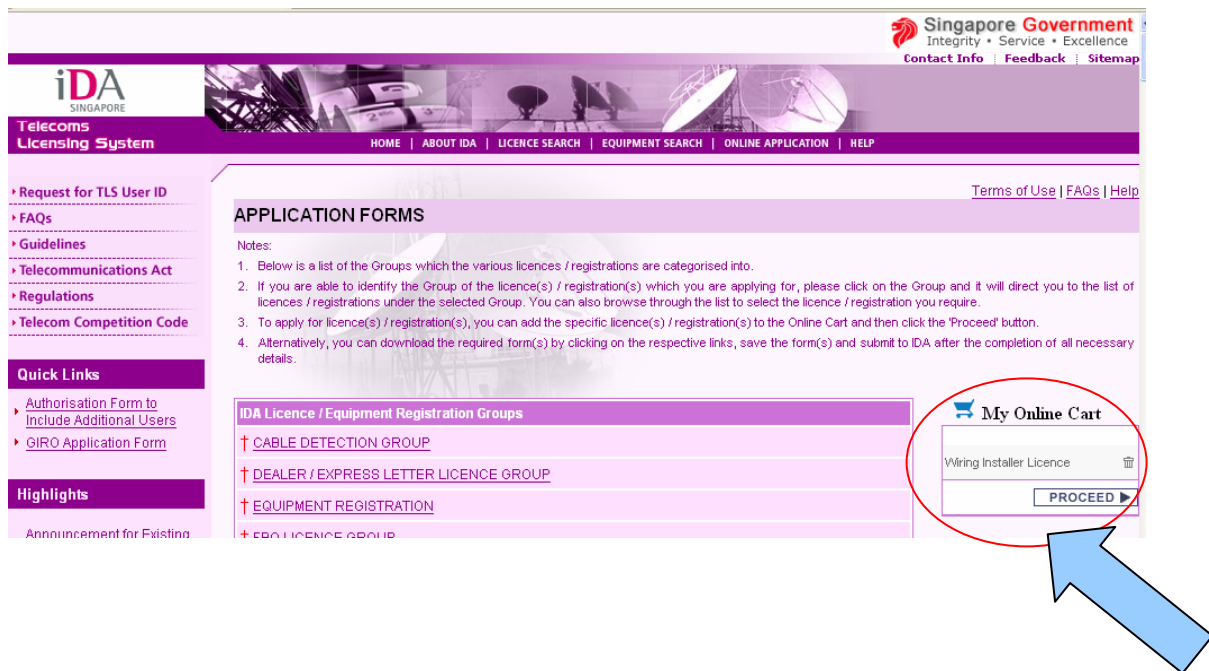 Singapore Government
Integrity • Service • Excellence
Contact Info | Feedback | Sitemap
iDA
SINGAPORE
Telecoms
Licensing System
HOME | ABOUT IDA | LICENCE SEARCH | EQUIPMENT SEARCH | ONLINE APPLICATION | HELP
Request for TLS User ID
FAQs
Guidelines
Telecommunications Act
Regulations
Telecom Competition Code
Quick Links
Authorisation Form to
Include Additional Users
GIRO Application Form
Highlights
Announcement for Existing
Terms of Use | FAQs | Help
APPLICATION FORMS
Notes:
1. Below is a list of the Groups which the various licences / registrations are categorised into.
2. If you are able to identify the Group of the licence(s) / registration(s) which you are applying for, please click on the Group and it will direct you to the list of
licences / registrations under the selected Group. You can also browse through the list to select the licence / registration you require.
3. To apply for licence(s) / registration(s), you can add the specific licence(s) / registration(s) to the Online Cart and then click the 'Proceed' button.
4. Alternatively, you can download the required form(s) by clicking on the respective links, save the form(s) and submit to IDA after the completion of all necessary
details.
IDA Licence / Equipment Registration Groups
† CABLE DETECTION GROUP
† DEALER / EXPRESS LETTER LICENCE GROUP
† EQUIPMENT REGISTRATION
† FBO LICENCE GROUP
My Online Cart
Wiring Installer Licence
PROCEED